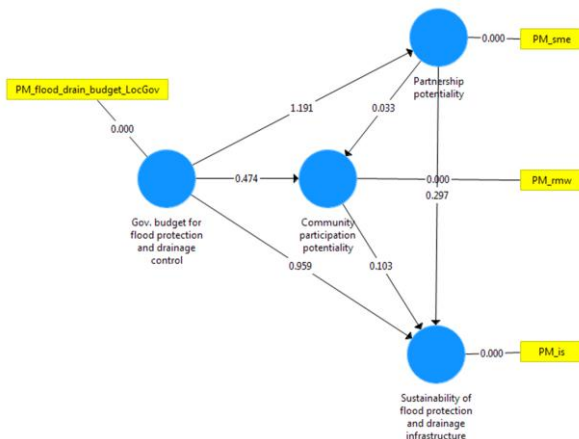 0.000
PM_sme
Partnership
potentiality
PM_flood_drain_budget_LocGov
0.000
1.191
0.033
0.474
0.000
PM_rmw
0.297
Gov. budget for
flood protection
and drainage
control
Community
participation
potentiality
0.959
0.103
0.000
PM_is
Sustainability of
flood protection
and drainage
infrastructure